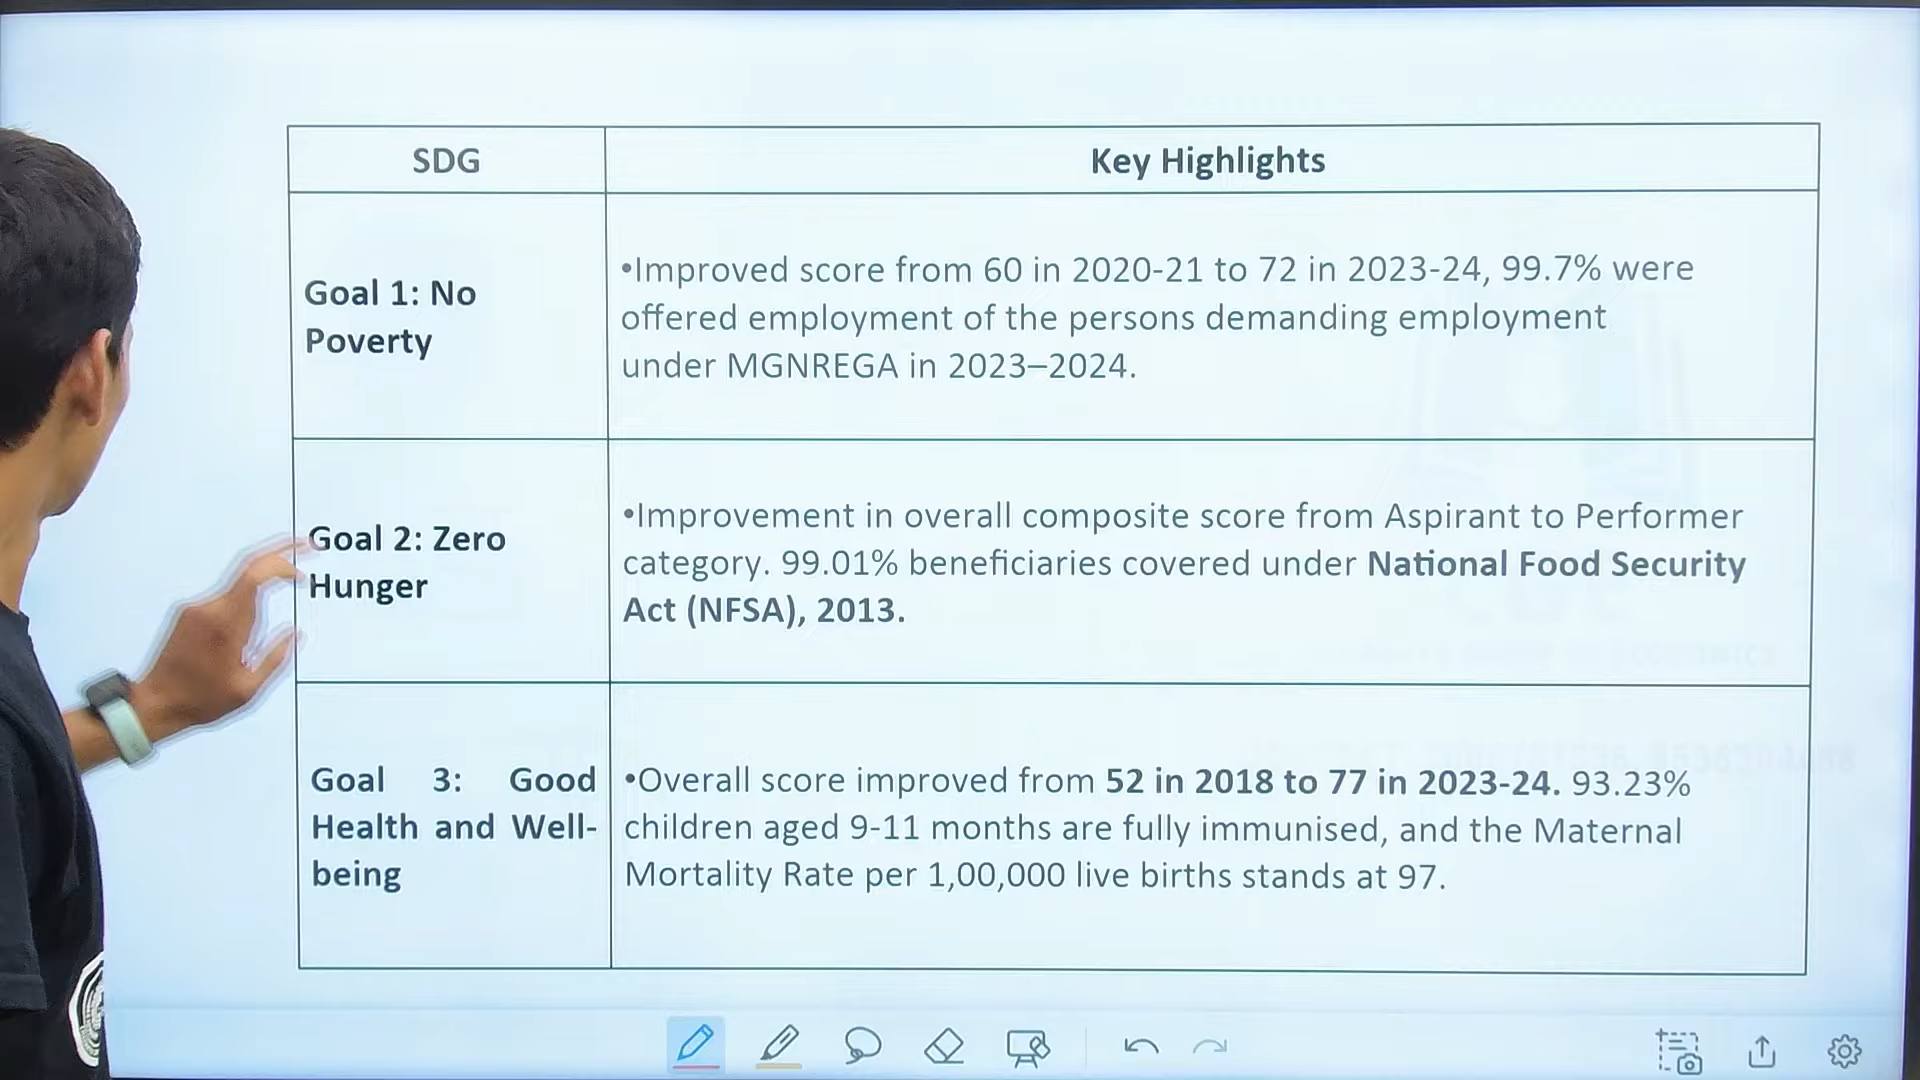 SDG
Key Highlights
Goal 1: No
Poverty
•Improved score from 60 in 2020-21 to 72 in 2023-24, 99.7% were
offered employment of the persons demanding employment
under MGNREGA in 2023–2024.
Goal 2: Zero
Hunger
•Improvement in overall composite score from Aspirant to Performer
category. 99.01% beneficiaries covered under National Food Security
Act (NFSA), 2013.
Goal 3: Good
Health and Well-
being
•Overall score improved from 52 in 2018 to 77 in 2023-24. 93.23%
children aged 9-11 months are fully immunised, and the Maternal
Mortality Rate per 1,00,000 live births stands at 97.